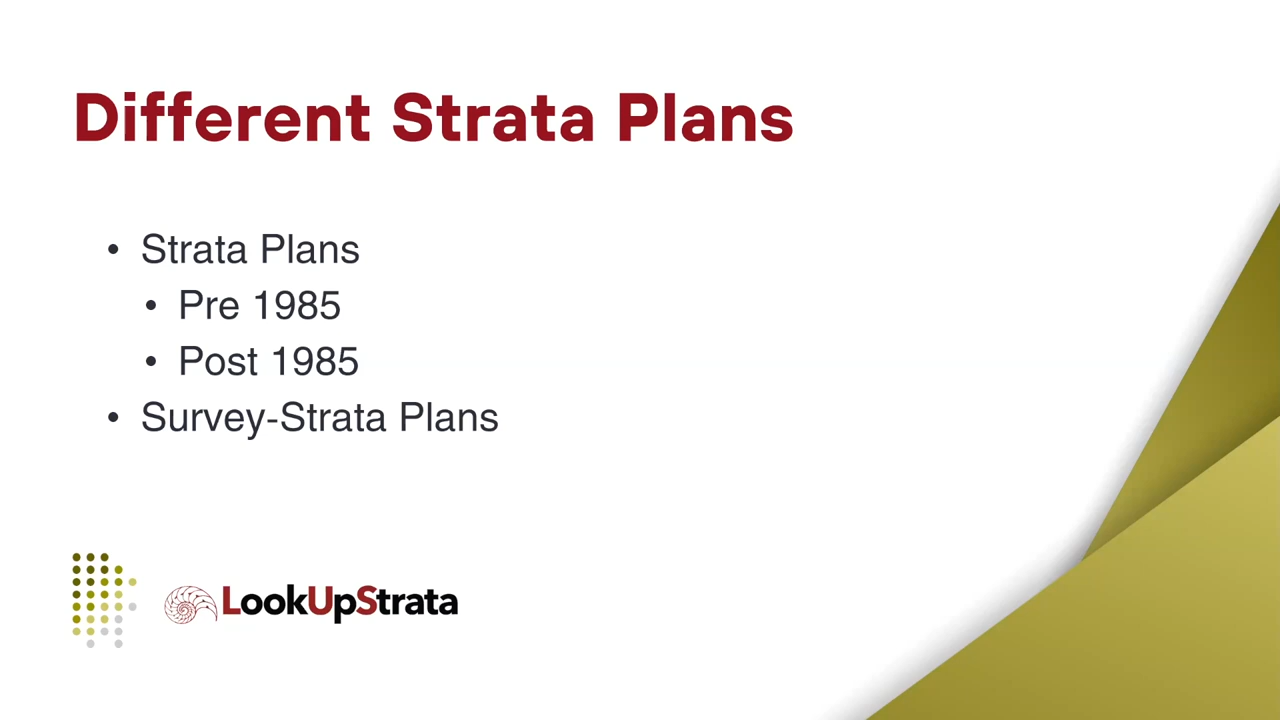 Different Strata Plans
• Strata Plans
• Pre 1985
• Post 1985
• Survey-Strata Plans
LookUpStrata